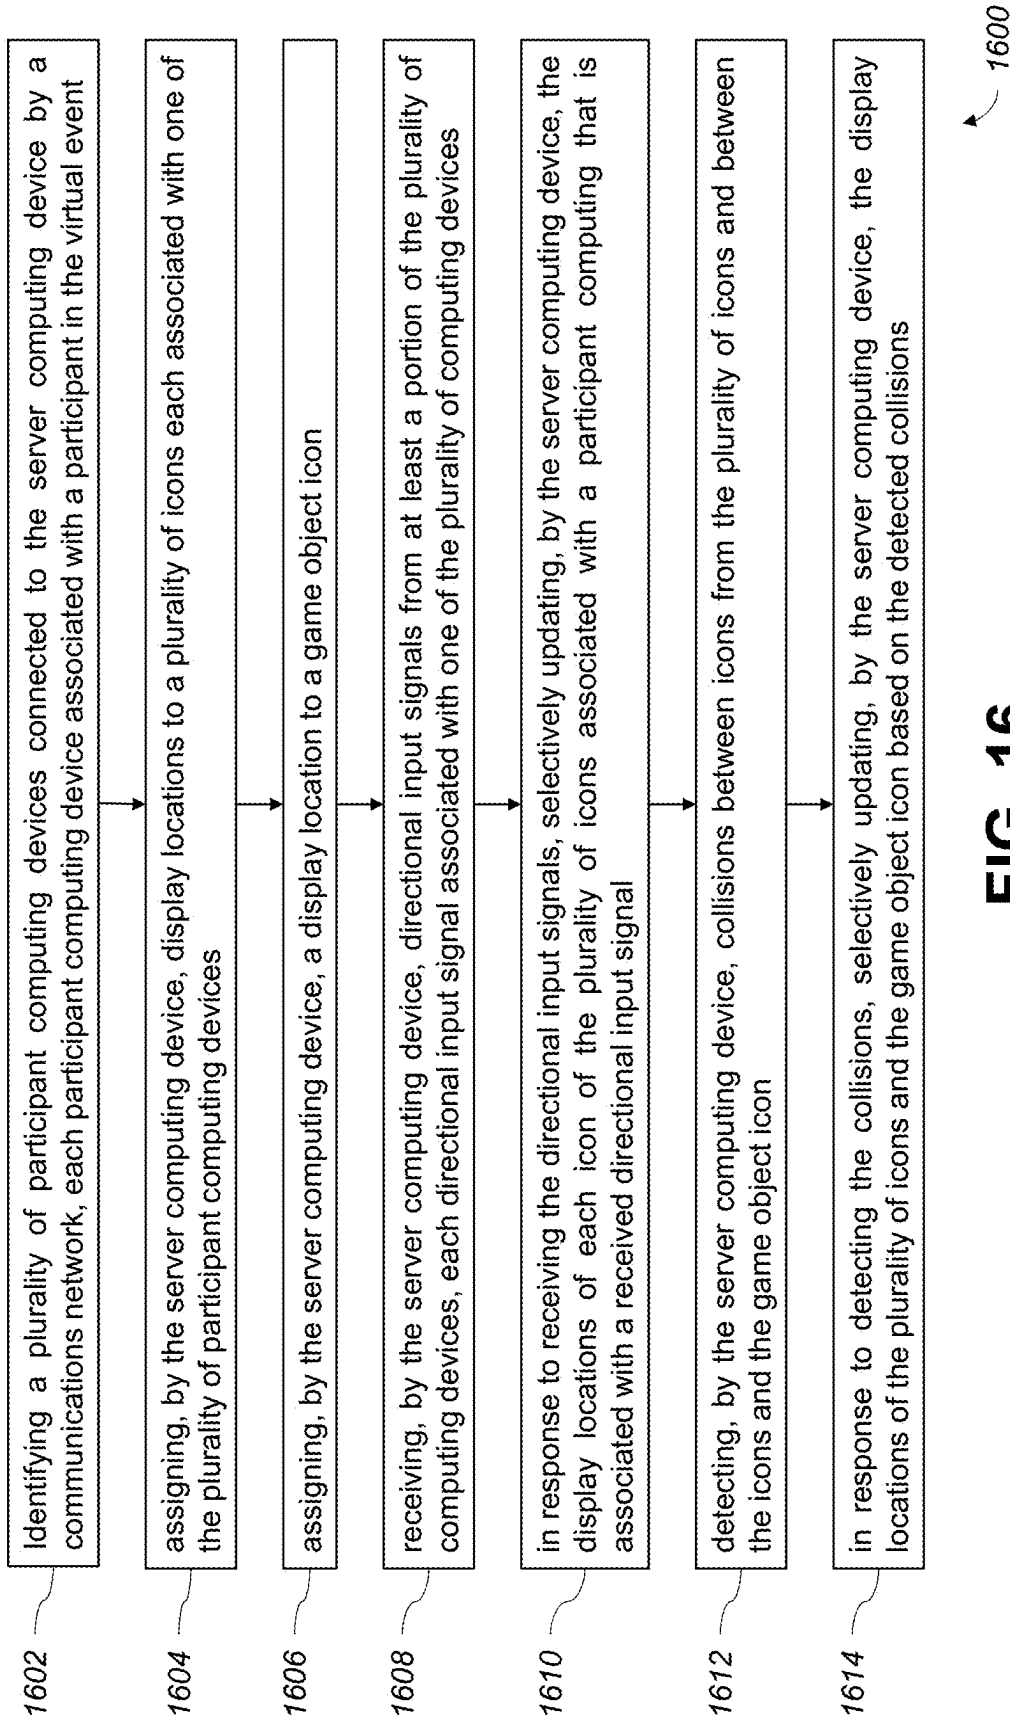 1602
Identifying a plurality of participant computing devices connected to the server computing device by a
communications network, each participant computing device associated with a participant in the virtual event
1604
assigning, by the server computing device, display locations to a plurality of icons each associated with one of
the plurality of participant computing devices
1606
assigning, by the server computing device, a display location to a game object icon
1608
receiving, by the server computing device, directional input signals from at least a portion of the plurality of
computing devices, each directional input signal associated with one of the plurality of computing devices
1610
in response to receiving the directional input signals, selectively updating, by the server computing device, the
display locations of each icon of the plurality of icons associated with a participant computing that is
associated with a received directional input signal
1612
detecting, by the server computing device, collisions between icons from the plurality of icons and between
the icons and the game object icon
1614
in response to detecting the collisions, selectively updating, by the server computing device, the display
locations of the plurality of icons and the game object icon based on the detected collisions
1600
FIG. 16